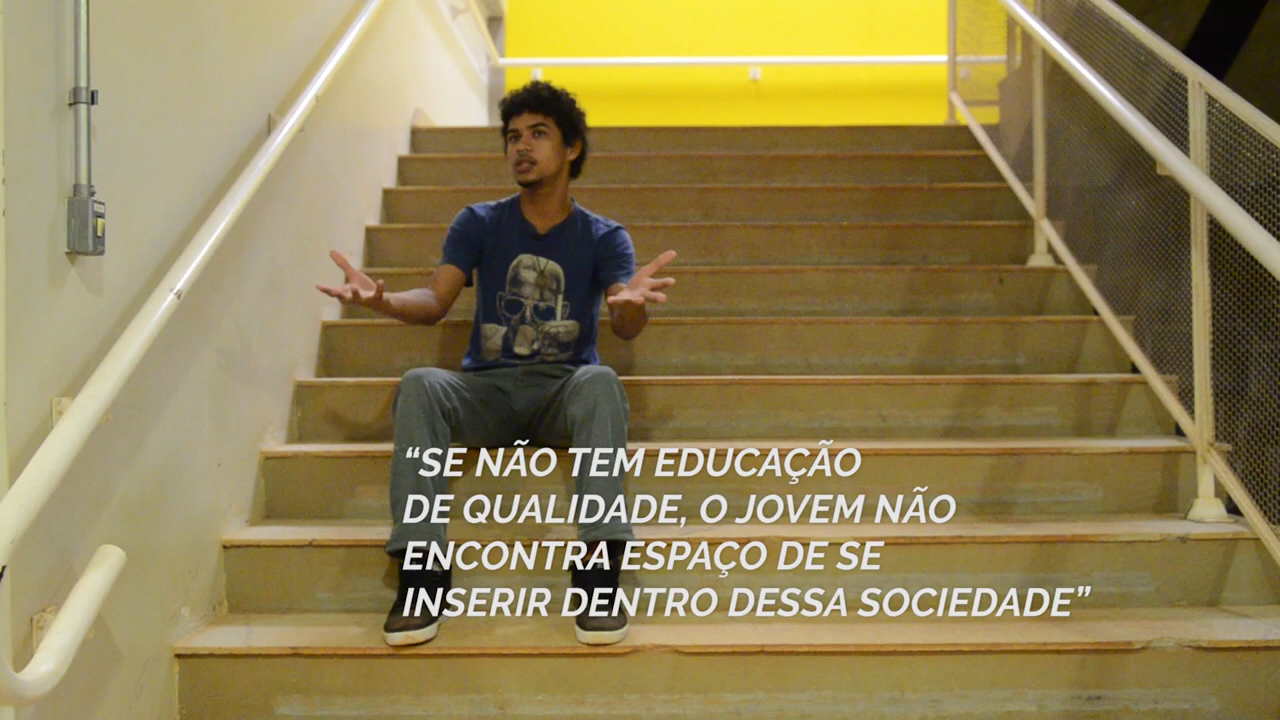 “SE NÃO TEM EDUCAÇÃO
DE QUALIDADE, O JOVEM NÃO
ENCONTRA ESPAÇO DE SE
INSERIR DENTRO DESSA SOCIEDADE”